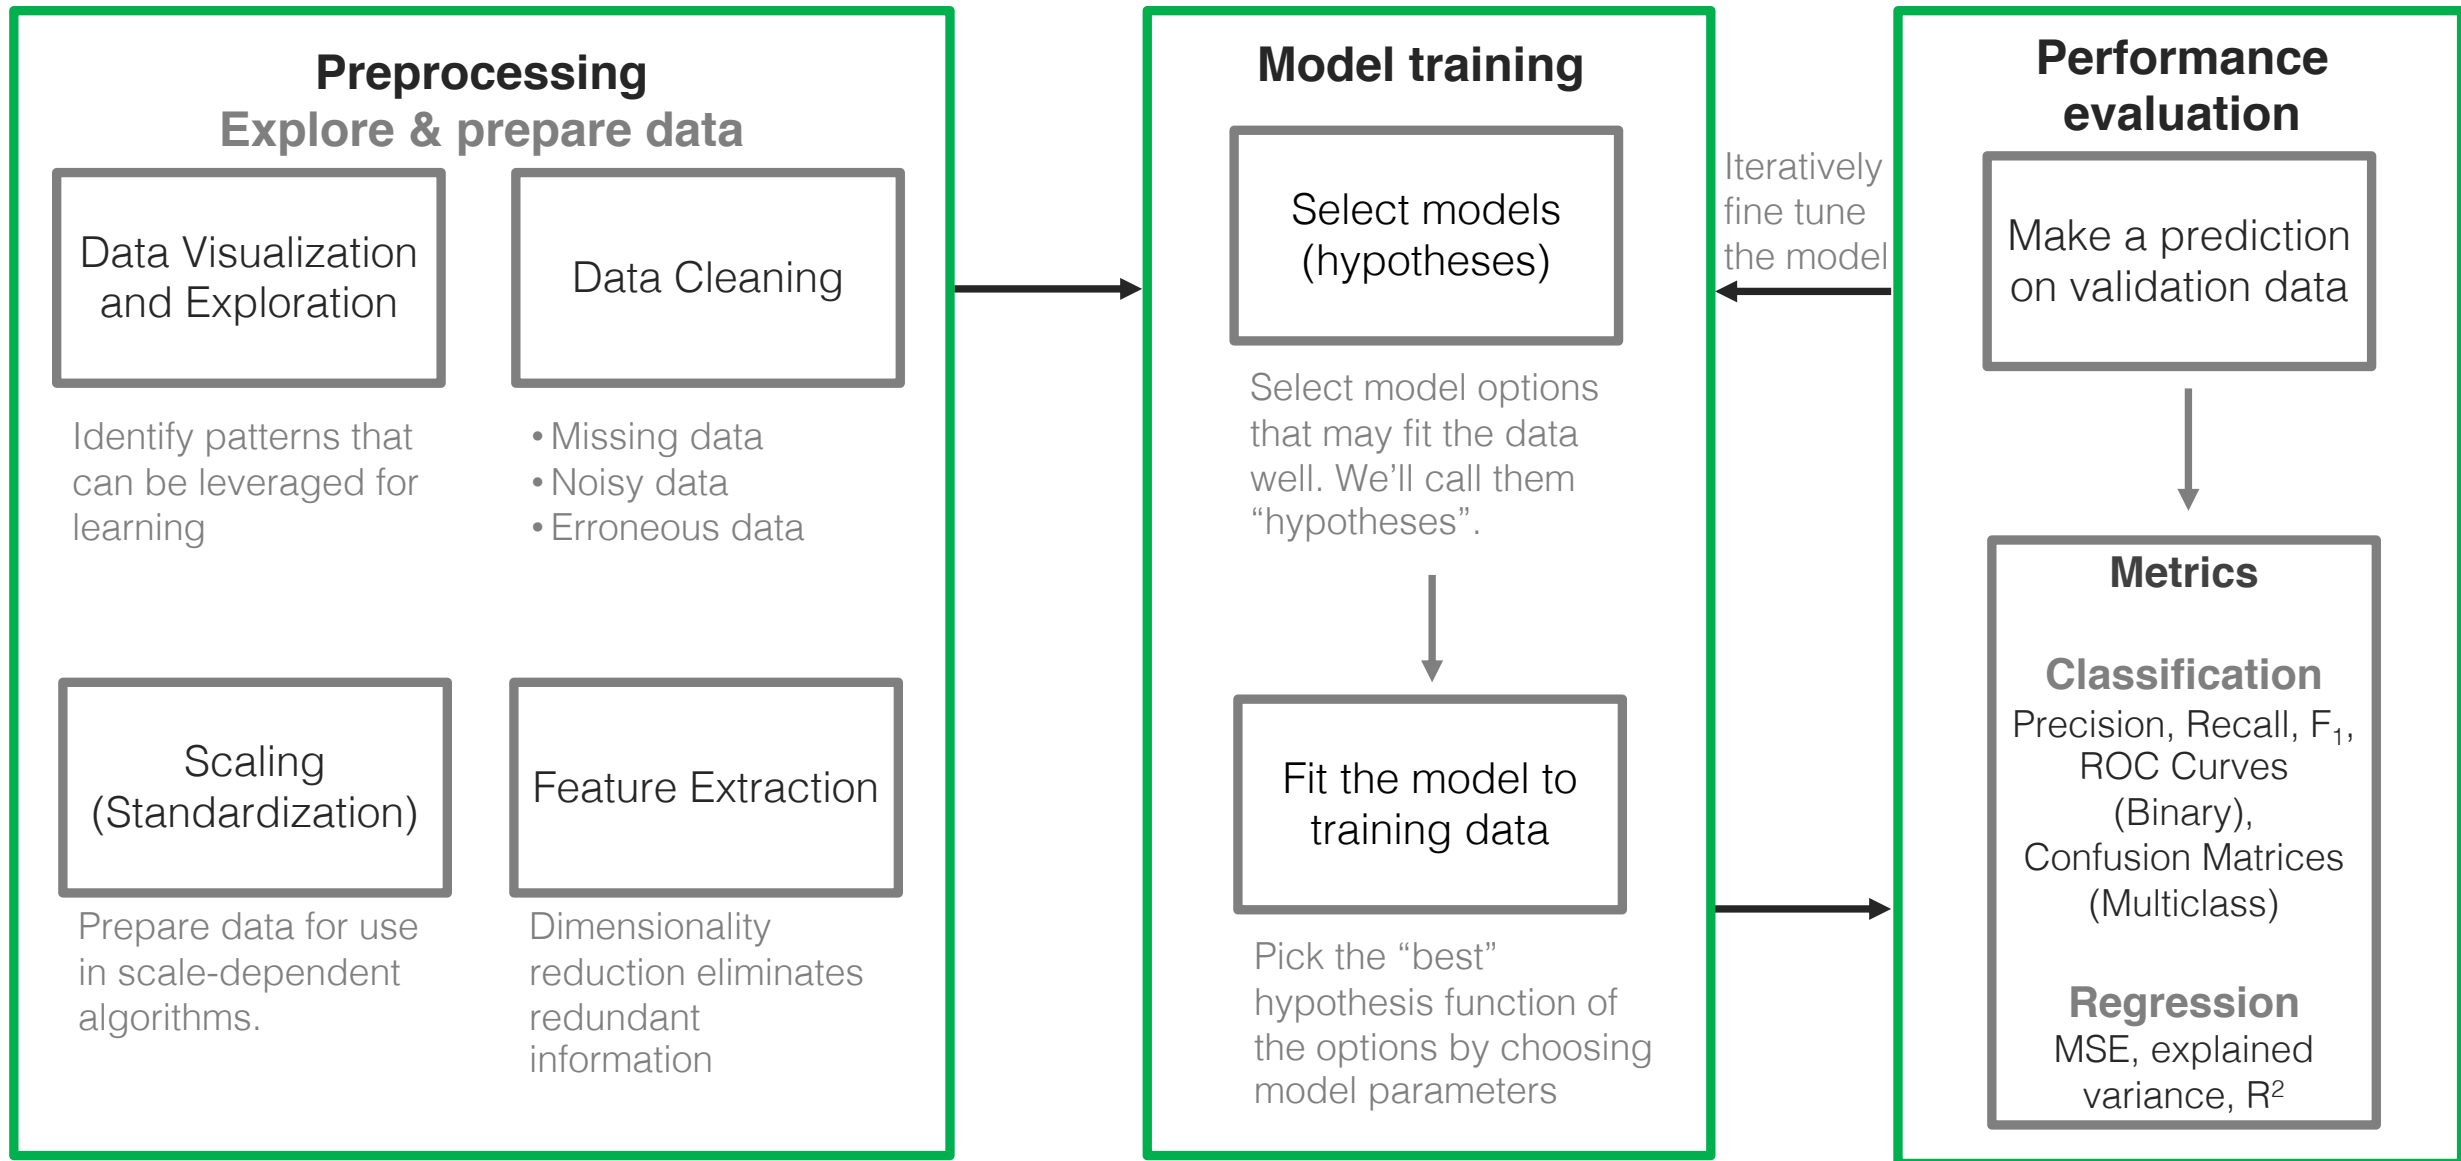 Preprocessing
Explore & prepare data
Data Visualization
and Exploration
Identify patterns that
can be leveraged for
learning
Data Cleaning
• Missing data
• Noisy data
• Erroneous data
Scaling
(Standardization)
Prepare data for use
in scale-dependent
algorithms.
Feature Extraction
Dimensionality
reduction eliminates
redundant
information
Model training
Select models
(hypotheses)
Select model options
that may fit the data
well. We’ll call them
“hypotheses”.
Fit the model to
training data
Pick the “best”
hypothesis function of
the options by choosing
model parameters
Iteratively
fine tune
the model
Performance
evaluation
Make a prediction
on validation data
Metrics
Classification
Precision, Recall, F₁,
ROC Curves
(Binary),
Confusion Matrices
(Multiclass)
Regression
MSE, explained
variance, R²